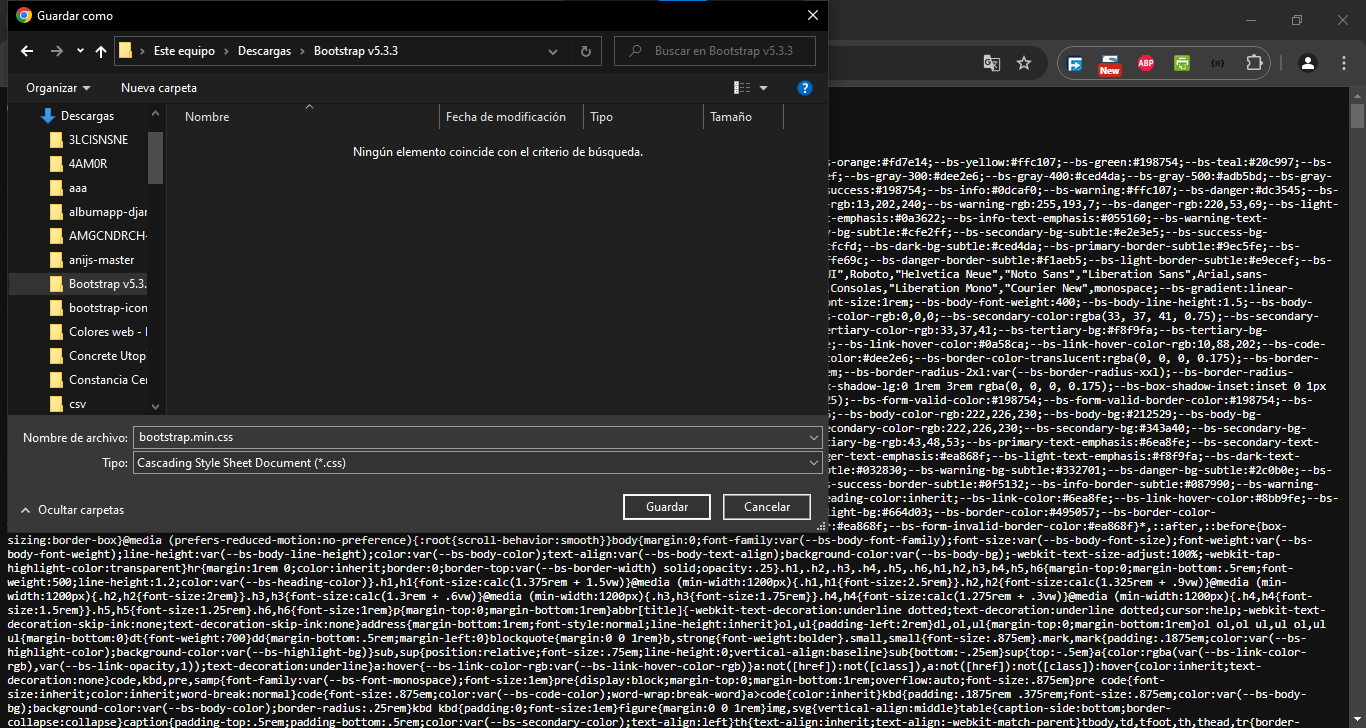 Guardar como
Este equipo › Descargas › Bootstrap v5.3.3
Buscar en Bootstrap v5.3.3
New
ABP
Organizar
Nueva carpeta
?
Descargas
3LCISNSNE
4AM0R
aaa
albumapp-djar
AMGCNDRCH-
anijs-master
Bootstrap v5.3.
bootstrap-icon
Colores web - I
Concrete Utop
Constancia Cer
csv
Nombre
Fecha de modificación
Tipo
Tamaño
Ningún elemento coincide con el criterio de búsqueda.
Nombre de archivo: bootstrap.min.css
Tipo: Cascading Style Sheet Document (*.css)
Ocultar carpetas
Guardar
Cancelar
s-orange:#fd7e14;--bs-yellow:#ffc107;--bs-green:#198754;--bs-teal:#20c997;--bs-
ef;--bs-gray-300:#dee2e6;--bs-gray-400:#ced4da;--bs-gray-500:#adb5bd;--bs-gray-
success:#198754;--bs-info:#0dcaf0;--bs-warning:#ffc107;--bs-danger:#dc3545;--bs-
-rgb:13,202,240;--bs-warning-rgb:255,193,7;--bs-danger-rgb:220,53,69;--bs-light-
t-emphasis:#0a3622;--bs-info-text-emphasis:#055160;--bs-warning-text-
y-bg-subtle:#cfe2ff;--bs-secondary-bg-subtle:#e2e3e5;--bs-success-bg-
cfcfd;--bs-dark-bg-subtle:#ced4da;--bs-primary-border-subtle:#9ec5fe;--bs-
ffe69c;--bs-danger-border-subtle:#f1aeb5;--bs-light-border-subtle:#e9ecef;--bs-
UI",Roboto,"Helvetica Neue","Noto Sans","Liberation Sans",Arial,sans-
,Consolas,"Liberation Mono","Courier New",monospace;--bs-gradient:linear-
ont-size:1rem;--bs-body-font-weight:400;--bs-body-line-height:1.5;--bs-body-
s-color-rgb:0,0,0;--bs-secondary-color:rgba(33, 37, 41, 0.75);--bs-secondary-
ertiary-color-rgb:33,37,41;--bs-tertiary-bg:#f8f9fa;--bs-tertiary-bg-
e;--bs-link-hover-color:#0a58ca;--bs-link-hover-color-rgb:10,88,202;--bs-code-
olor:#dee2e6;--bs-border-color-translucent:rgba(0, 0, 0, 0.175);--bs-border-
em;--bs-border-radius-2xl:var(--bs-border-radius-xxl);--bs-border-radius-
x-shadow-lg:0 1rem 3rem rgba(0, 0, 0, 0.175);--bs-box-shadow-inset:inset 0 1px
25);--bs-form-valid-color:#198754;--bs-form-valid-border-color:#198754;--bs-
6;--bs-body-color-rgb:222,226,230;--bs-body-bg:#212529;--bs-body-bg-
econdary-color-rgb:222,226,230;--bs-secondary-bg:#343a40;--bs-secondary-bg-
iary-bg-rgb:43,48,53;--bs-primary-text-emphasis:#6ea8fe;--bs-secondary-text-
ger-text-emphasis:#ea868f;--bs-light-text-emphasis:#f8f9fa;--bs-dark-text-
tle:#032830;--bs-warning-bg-subtle:#332701;--bs-danger-bg-subtle:#2c0b0e;--bs-
-success-border-subtle:#0f5132;--bs-info-border-subtle:#087990;--bs-warning-
eading-color:inherit;--bs-link-color:#6ea8fe;--bs-link-hover-color:#8bb9fe;--bs-
light-bg:#664d03;--bs-border-color:#495057;--bs-border-color-
r:#ea868f;--bs-form-invalid-border-color:#ea868f}*,::after,::before{box-
sizing:border-box}@media (prefers-reduced-motion:no-preference){:root{scroll-behavior:smooth}}body{margin:0;font-family:var(--bs-body-font-family);font-size:var(--bs-body-font-size);font-weight:var(--bs-
body-font-weight);line-height:var(--bs-body-line-height);color:var(--bs-body-color);text-align:var(--bs-body-text-align);background-color:var(--bs-body-bg);-webkit-text-size-adjust:100%;-webkit-tap-
highlight-color:transparent}hr{margin:1rem 0;color:inherit;border:0;border-top:var(--bs-border-width) solid;opacity:.25}.h1,.h2,.h3,.h4,.h5,.h6,h1,h2,h3,h4,h5,h6{margin-top:0;margin-bottom:.5rem;font-
weight:500;line-height:1.2;color:var(--bs-heading-color)}.h1,h1{font-size:calc(1.375rem + 1.5vw)}@media (min-width:1200px){.h1,h1{font-size:2.5rem}}.h2,h2{font-size:calc(1.325rem + .9vw)}@media (min-
width:1200px){.h2,h2{font-size:2rem}}.h3,h3{font-size:calc(1.3rem + .6vw)}@media (min-width:1200px){.h3,h3{font-size:1.75rem}}.h4,h4{font-size:calc(1.275rem + .3vw)}@media (min-width:1200px){.h4,h4{font-
size:1.5rem}}.h5,h5{font-size:1.25rem}.h6,h6{font-size:1rem}p{margin-top:0;margin-bottom:1rem}abbr[title]{-webkit-text-decoration:underline dotted;text-decoration:underline dotted;cursor:help;-webkit-text-
decoration-skip-ink:none;text-decoration-skip-ink:none}address{margin-bottom:1rem;font-style:normal;line-height:inherit}ol,ul{padding-left:2rem}dl,ol,ul{margin-top:0;margin-bottom:1rem}ol ol,ol ul,ul ol,ul
ul{margin-bottom:0}dt{font-weight:700}dd{margin-bottom:.5rem;margin-left:0}blockquote{margin:0 0 1rem}b,strong{font-weight:bolder}.small,small{font-size:.875em}.mark,mark{padding:.1875em;color:var(--bs-
highlight-color);background-color:var(--bs-highlight-bg)}sub,sup{position:relative;font-size:.75em;line-height:0;vertical-align:baseline}sub{bottom:-.25em}sup{top:-.5em}a{color:rgba(var(--bs-link-color-
rgb),var(--bs-link-opacity,1));text-decoration:underline}a:hover{--bs-link-color-rgb:var(--bs-link-hover-color-rgb)}a:not([href]):not([class]),a:not([href]):not([class]):hover{color:inherit;text-
decoration:none}code,kbd,pre,samp{font-family:var(--bs-font-monospace);font-size:1em}pre{display:block;margin-top:0;margin-bottom:1rem;overflow:auto;font-size:.875em}pre code{font-
size:inherit;color:inherit;word-break:normal}code{font-size:.875em;color:var(--bs-code-color);word-wrap:break-word}a>code{color:inherit}kbd{padding:.1875rem .375rem;font-size:.875em;color:var(--bs-body-
bg);background-color:var(--bs-body-color);border-radius:.25rem}kbd kbd{padding:0;font-size:1em}figure{margin:0 0 1rem}img,svg{vertical-align:middle}table{caption-side:bottom;border-
collapse:collapse}caption{padding-top:.5rem;padding-bottom:.5rem;color:var(--bs-secondary-color);text-align:left}th{text-align:inherit;text-align:-webkit-match-parent}tbody,td,tfoot,th,thead,tr{border-